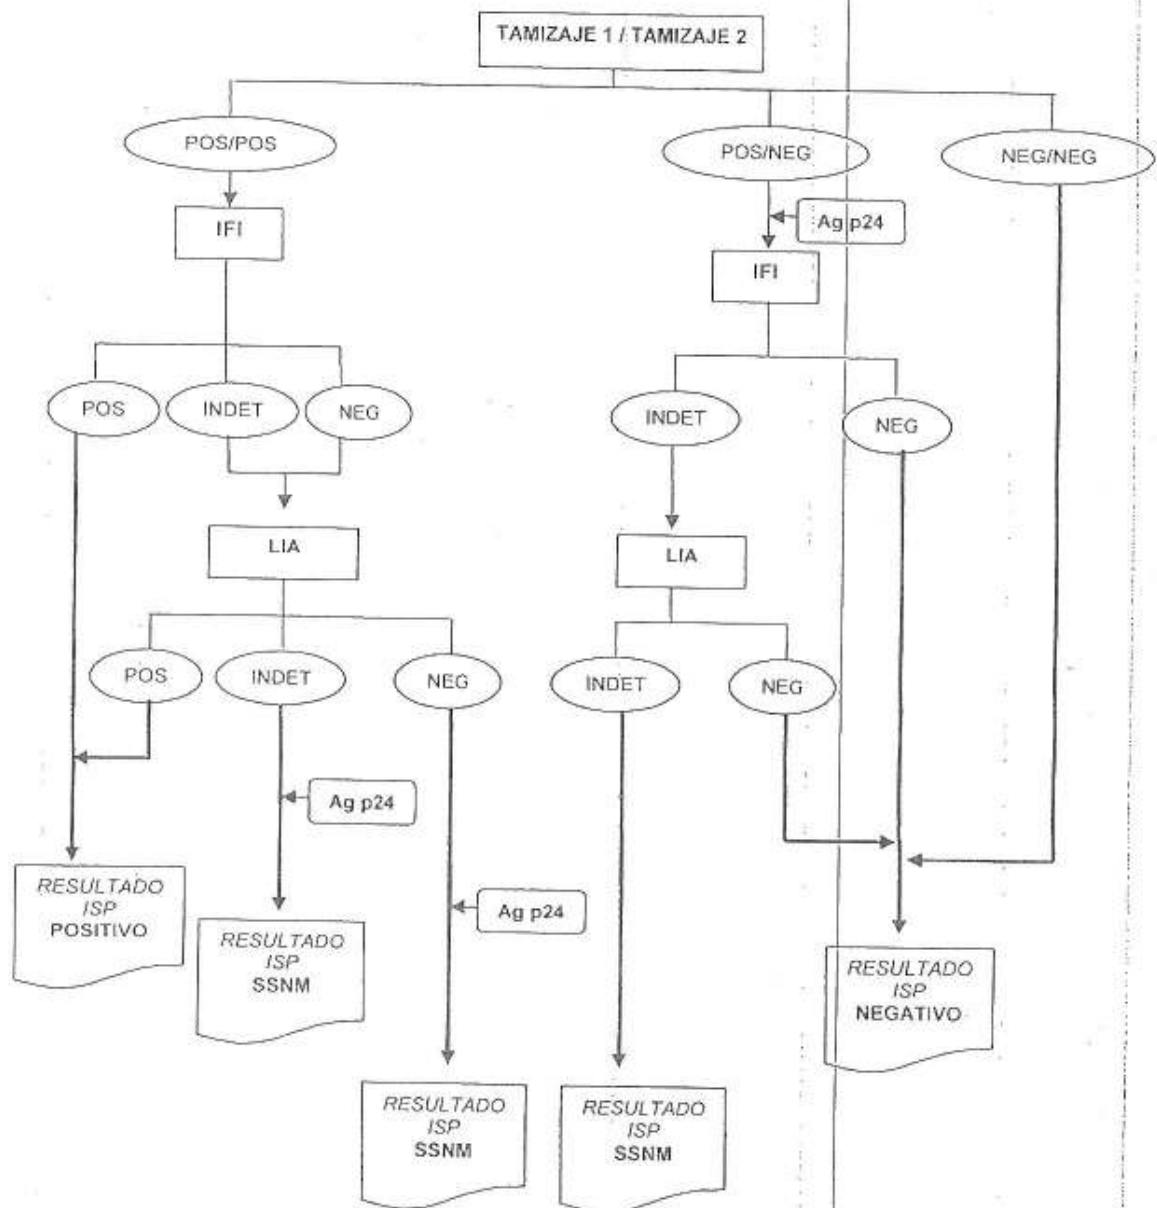 TAMIZAJE 1 / TAMIZAJE 2
POS/POS
POS/NEG
NEG/NEG
Ag p24
IFI
IFI
POS
INDET
NEG
INDET
NEG
LIA
LIA
POS
INDET
NEG
INDET
NEG
Ag p24
Ag p24
RESULTADO
ISP
POSITIVO
RESULTADO
ISP
SSNM
RESULTADO
ISP
NEGATIVO
RESULTADO
ISP
SSNM
RESULTADO
ISP
SSNM